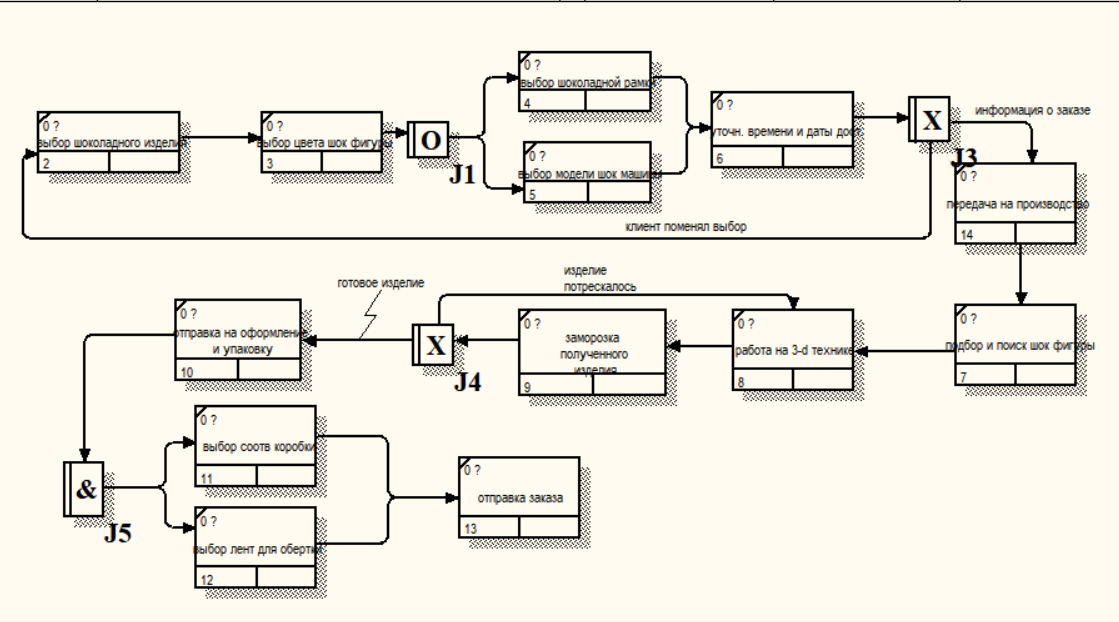 0 ?
выбор шоколадного изделия
2
0 ?
выбор цвета шок фигуры
3
O
J1
0 ?
выбор шоколадной рамк
4
0 ?
выбор модели шок машин
5
0 ?
уточн. времени и даты дост
6
X
J3
информация о заказе
0 ?
передача на производство
14
клиент поменял выбор
0 ?
подбор и поиск шок фигуры
7
0 ?
работа на 3-d технике
8
изделие
потрескалось
0 ?
заморозка
полученного
изделия
9
X
J4
готовое изделие
0 ?
отправка на оформление
и упаковку
10
&
J5
0 ?
выбор соотв коробки
11
0 ?
выбор лент для обертки
12
0 ?
отправка заказа
13